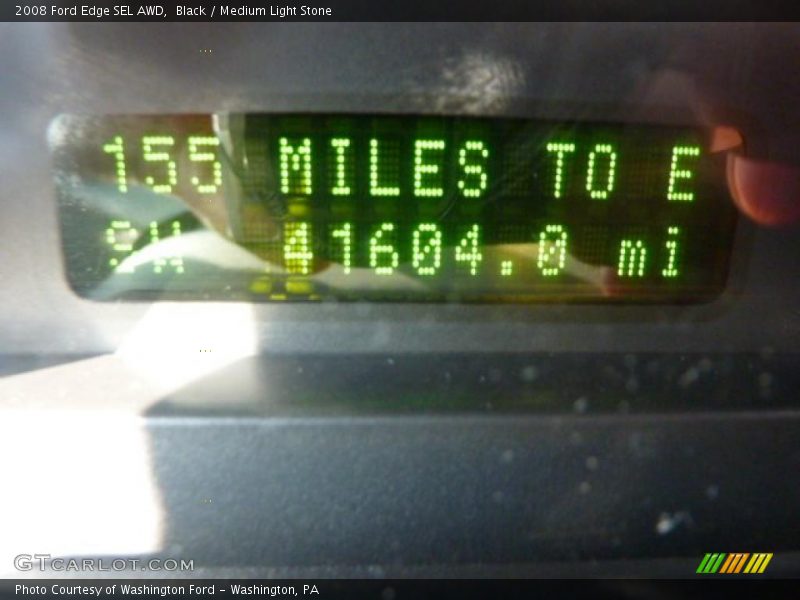 2008 Ford Edge SEL AWD, Black / Medium Light Stone
155 MILES TO E
41604.0 mi
GTCARLOT.COM
Photo Courtesy of Washington Ford - Washington, PA